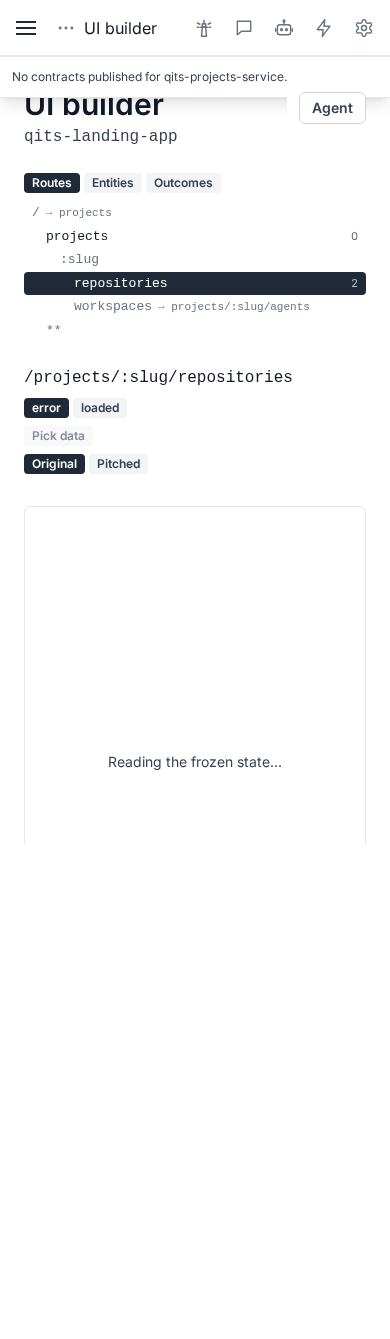 UI builder
No contracts published for qits-projects-service.
UI builder
Agent
qits-landing-app
Routes Entities Outcomes
/ → projects
projects 0
:slug
repositories 2
workspaces → projects/:slug/agents
**
/projects/:slug/repositories
error loaded
Pick data
Original Pitched
Reading the frozen state...